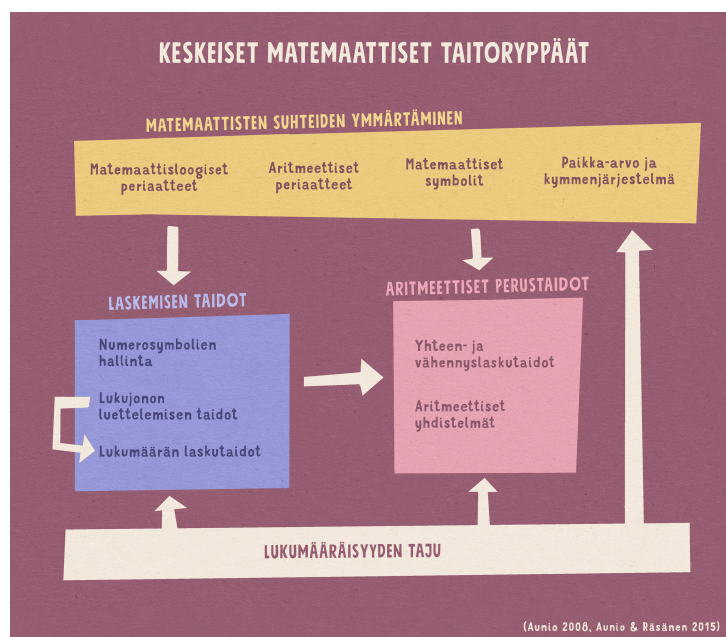 KESKEISET MATEMAATTISET TAITORYPPÄÄT
MATEMAATTISTEN SUHTEIDEN YMMÄRTÄMINEN
Matemaattisloogiset
periaatteet
Aritmeettiset
periaatteet
Matemaattiset
symbolit
Paikka-arvo ja
kymmenjärjestelmä
LASKEMISEN TAIDOT
Numerosymbolien
hallinta
Lukujonon
luettelemisen taidot
Lukumäärän laskutaidot
ARITMEETTISET PERUSTAIDOT
Yhteen- ja
vähennyslaskutaidot
Aritmeettiset
yhdistelmät
LUKUMÄÄRÄISYYDEN TAJU
(Aunio 2008, Aunio & Räsänen 2015)